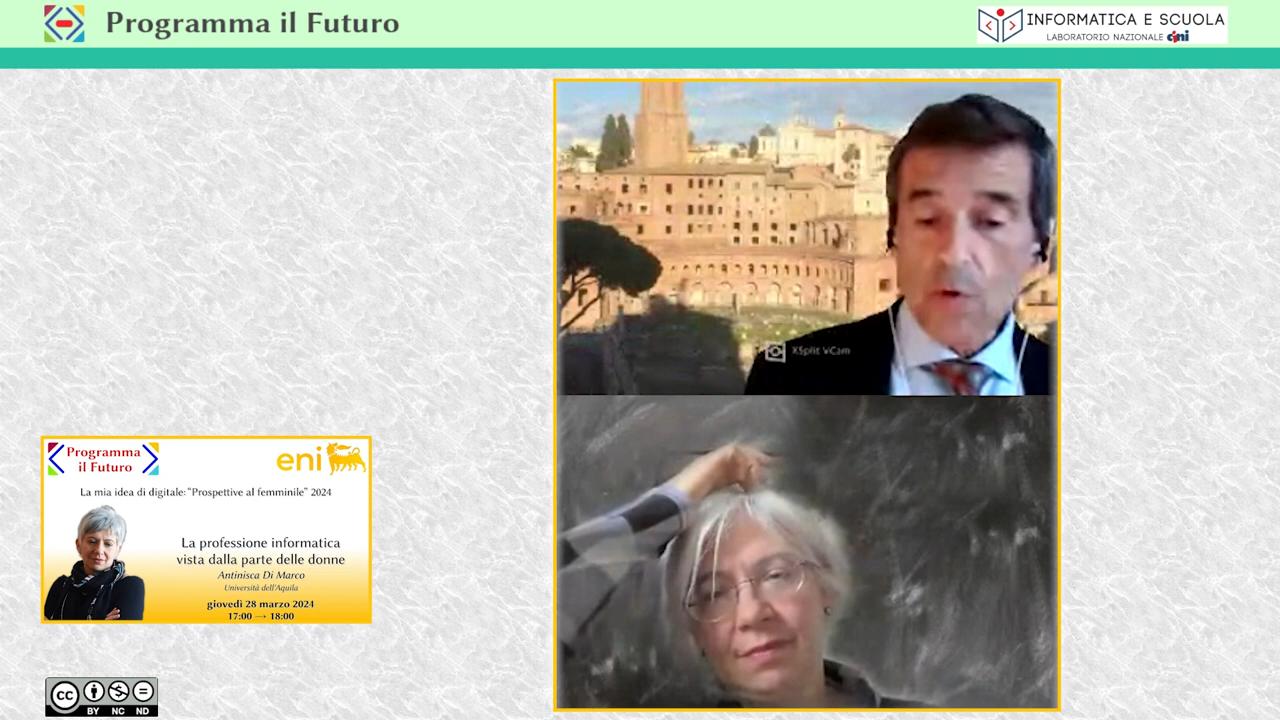 Programma il Futuro
INFORMATICA E SCUOLA
LABORATORIO NAZIONALE cini
XSplit VCam
Programma
il Futuro
eni
La mia idea di digitale: "Prospettive al femminile" 2024
La professione informatica
vista dalla parte delle donne
Antinisca Di Marco
Università dell'Aquila
giovedì 28 marzo 2024
17:00 → 18:00
cc
BY NC ND